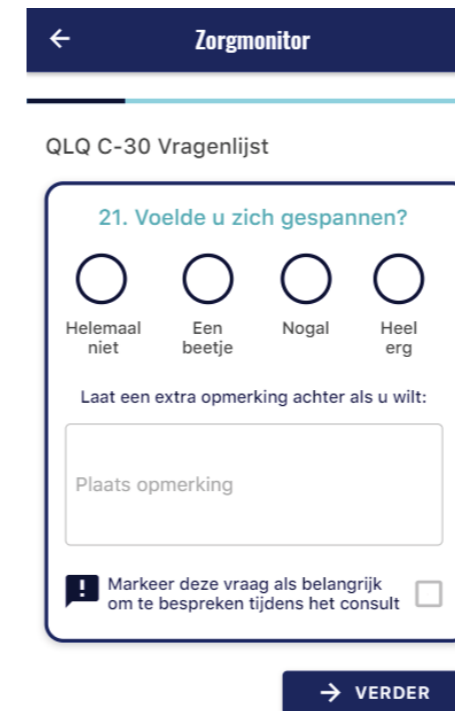 Zorgmonitor
QLQ C-30 Vragenlijst
21. Voelde u zich gespannen?
Helemaal niet
Een beetje
Nogal
Heel erg
Laat een extra opmerking achter als u wilt:
Plaats opmerking
Markeer deze vraag als belangrijk
om te bespreken tijdens het consult
VERDER